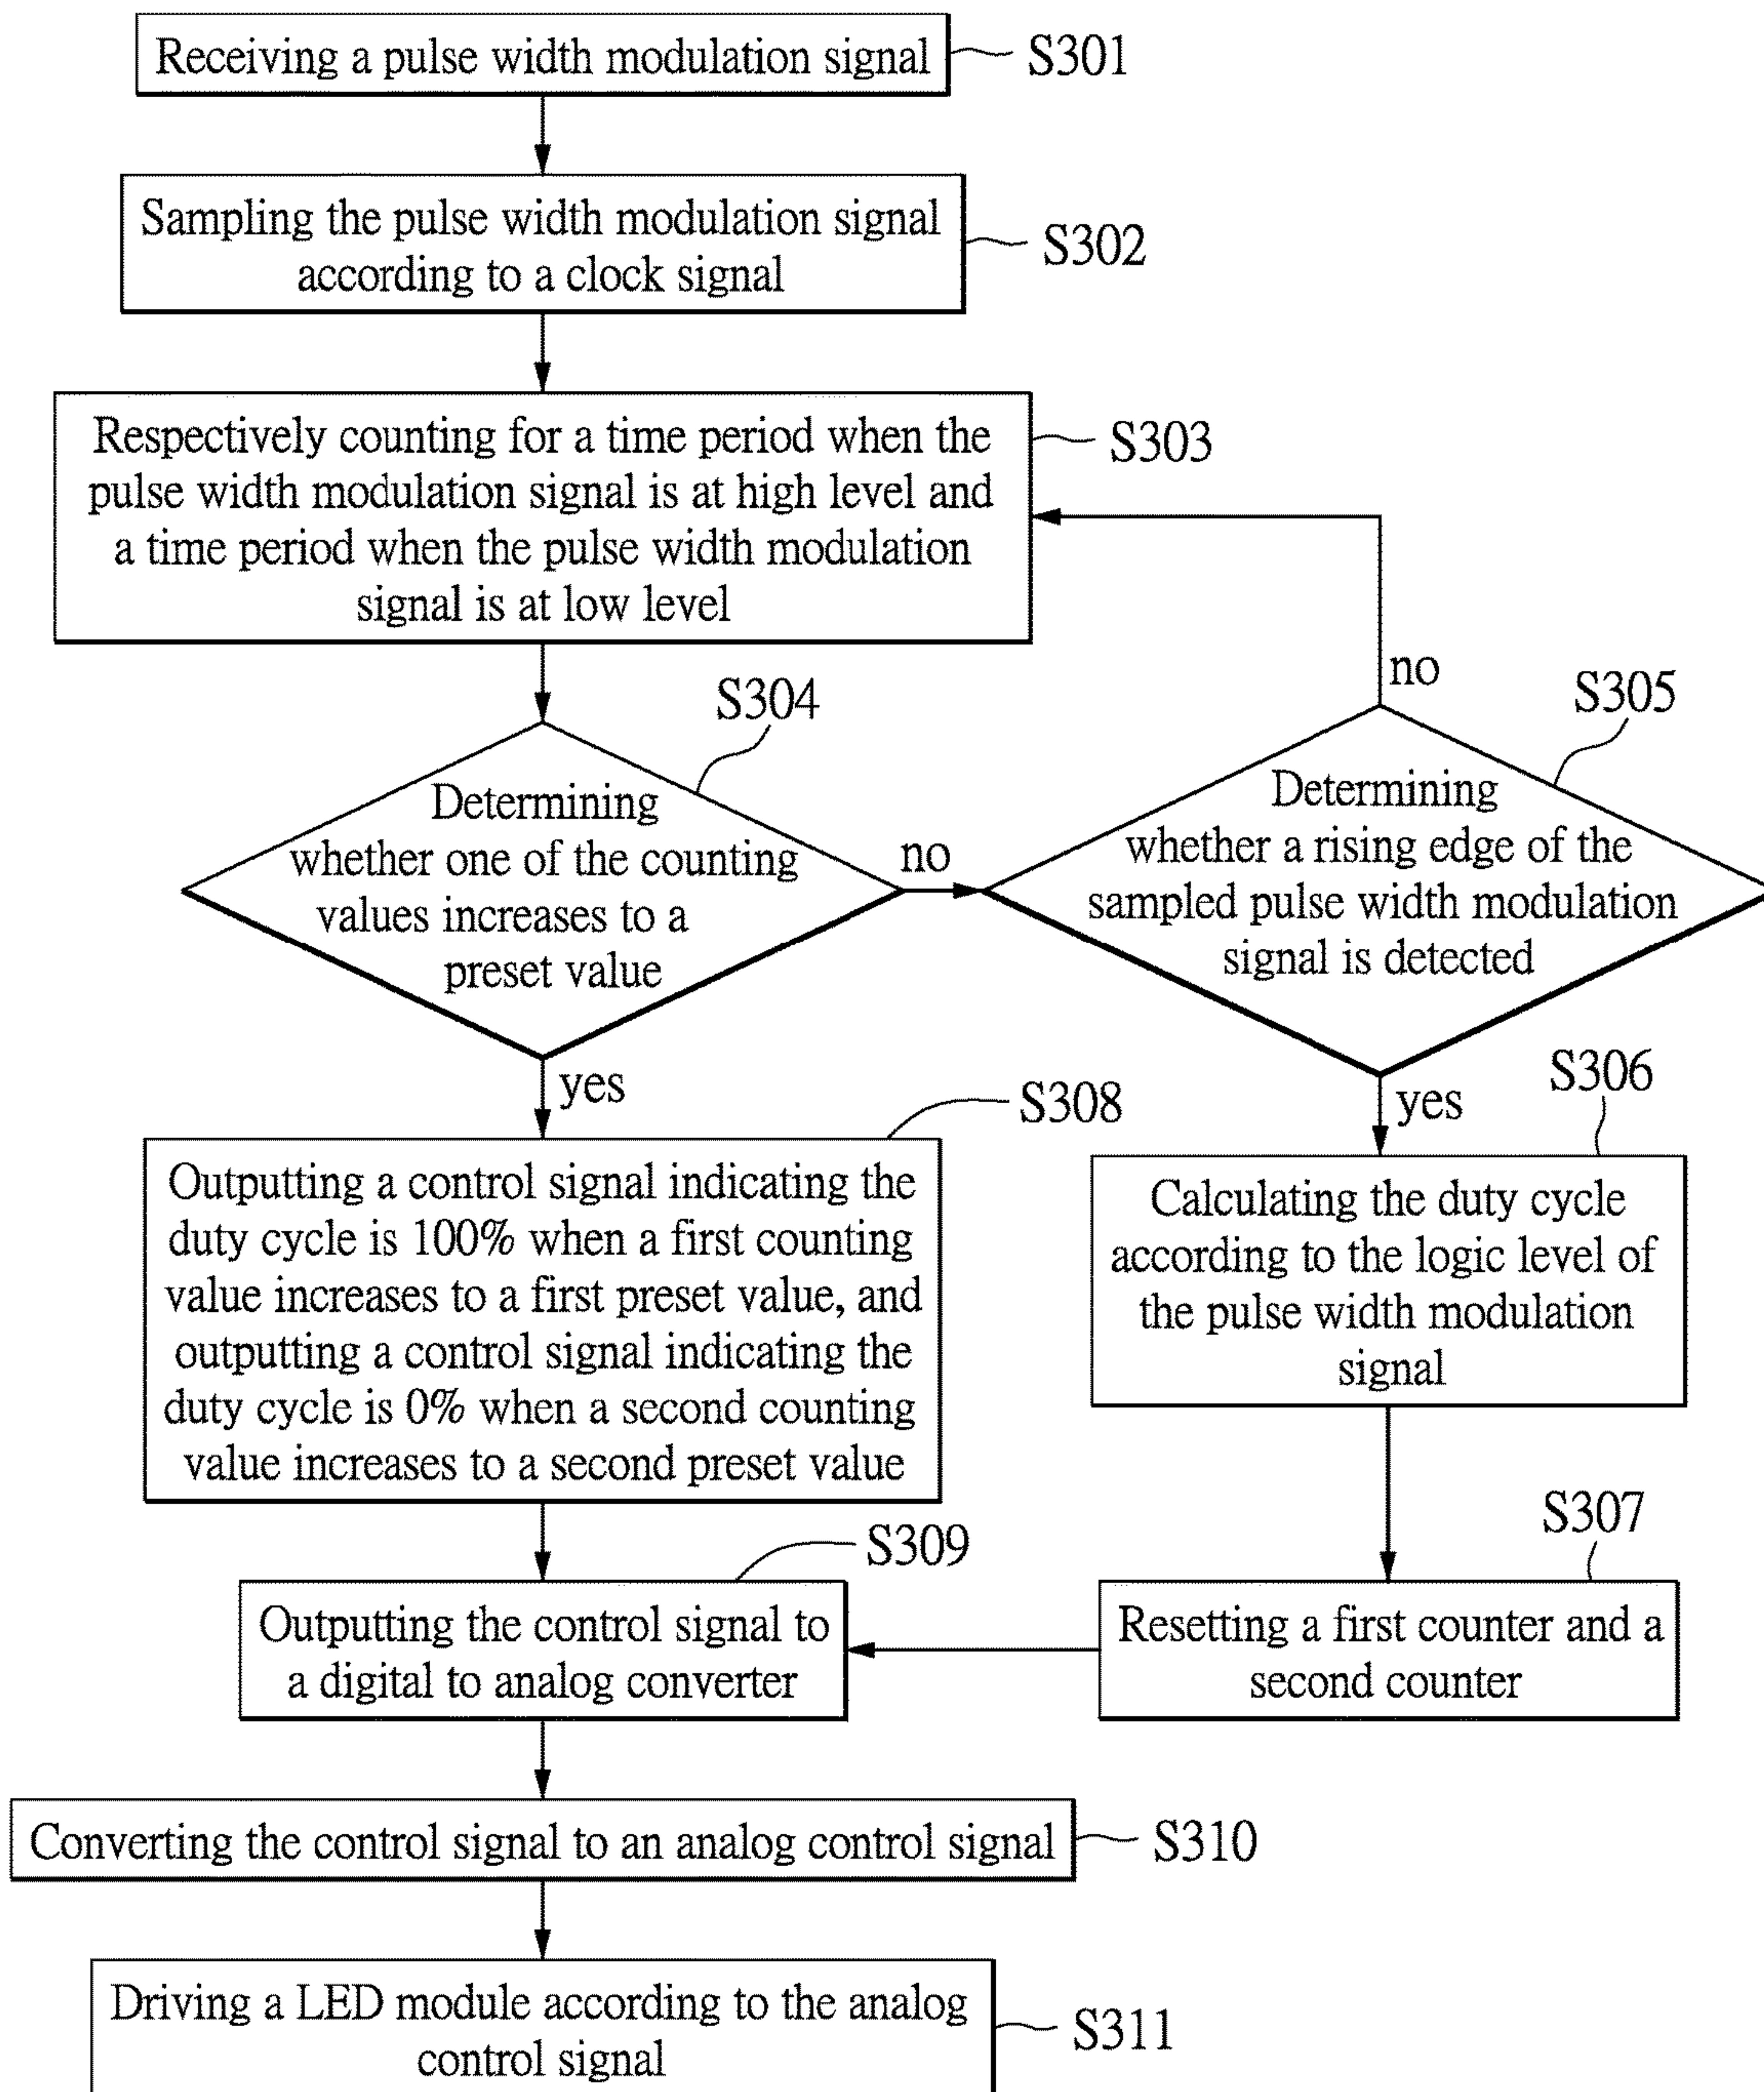 Receiving a pulse width modulation signal
S301
Sampling the pulse width modulation signal
according to a clock signal
S302
Respectively counting for a time period when the
pulse width modulation signal is at high level and
a time period when the pulse width modulation
signal is at low level
S303
S304
Determining
whether one of the counting
values increases to a
preset value
no
yes
no
S305
Determining
whether a rising edge of the
sampled pulse width modulation
signal is detected
yes
S306
Calculating the duty cycle
according to the logic level of
the pulse width modulation
signal
S308
Outputting a control signal indicating the
duty cycle is 100% when a first counting
value increases to a first preset value, and
outputting a control signal indicating the
duty cycle is 0% when a second counting
value increases to a second preset value
S307
Resetting a first counter and a
second counter
S309
Outputting the control signal to
a digital to analog converter
Converting the control signal to an analog control signal
S310
Driving a LED module according to the analog
control signal
S311